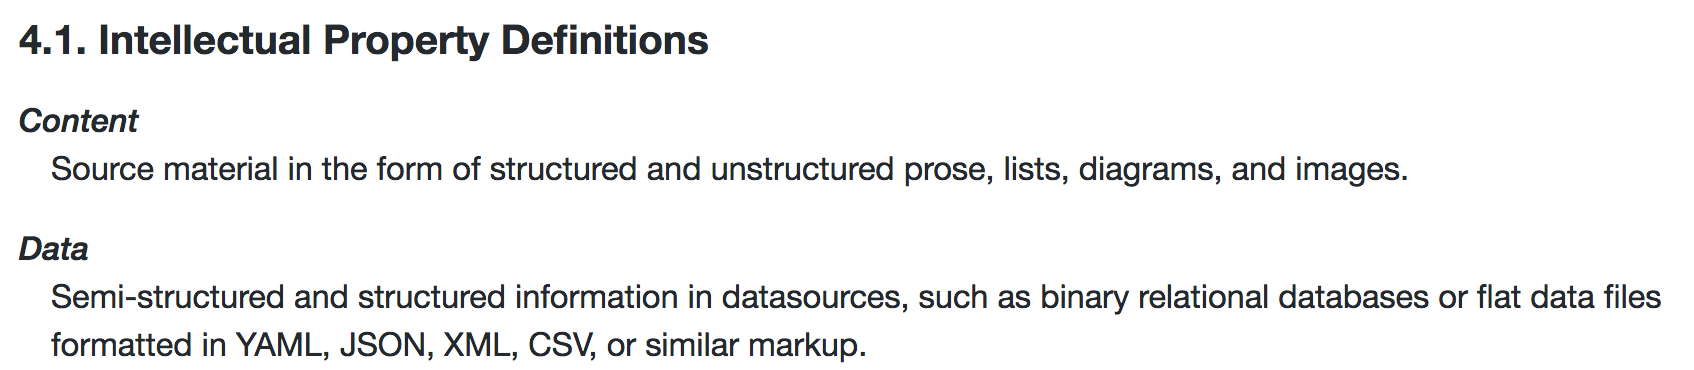 4.1. Intellectual Property Definitions
Content
Source material in the form of structured and unstructured prose, lists, diagrams, and images.
Data
Semi-structured and structured information in datasources, such as binary relational databases or flat data files
formatted in YAML, JSON, XML, CSV, or similar markup.